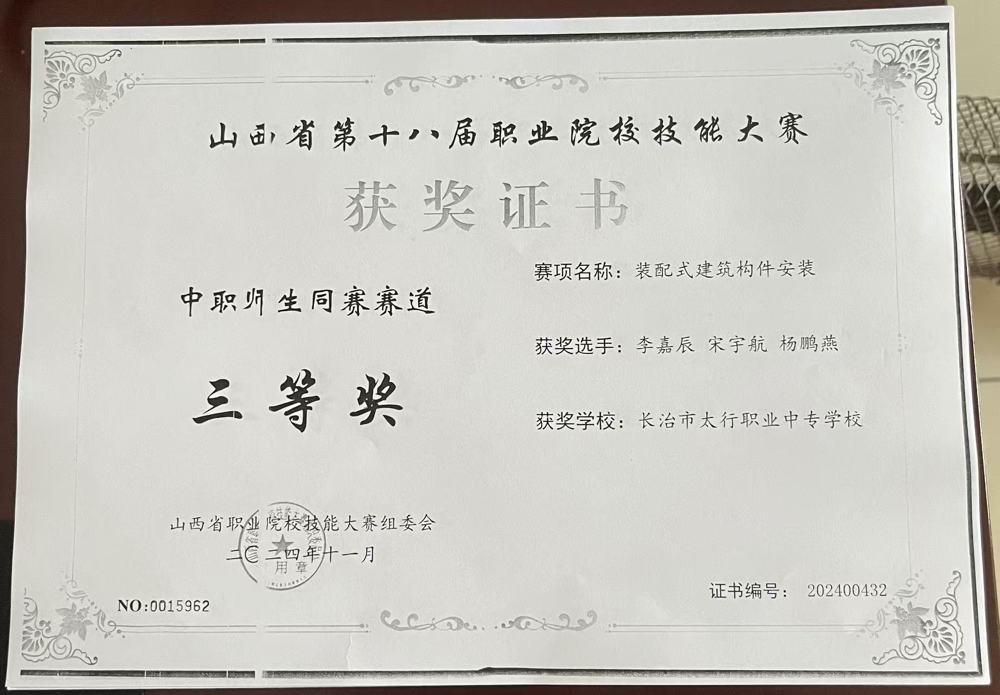 山西省第十八届职业院校技能大赛
获奖证书
中职师生同赛赛道
三等奖
赛项名称：装配式建筑构件安装
获奖选手：李嘉辰 宋宇航 杨鹏燕
获奖学校：长治市太行职业中专学校
山西省职业院校技能大赛组委会
二〇二四年十一月
用章
NO:0015962
证书编号： 202400432